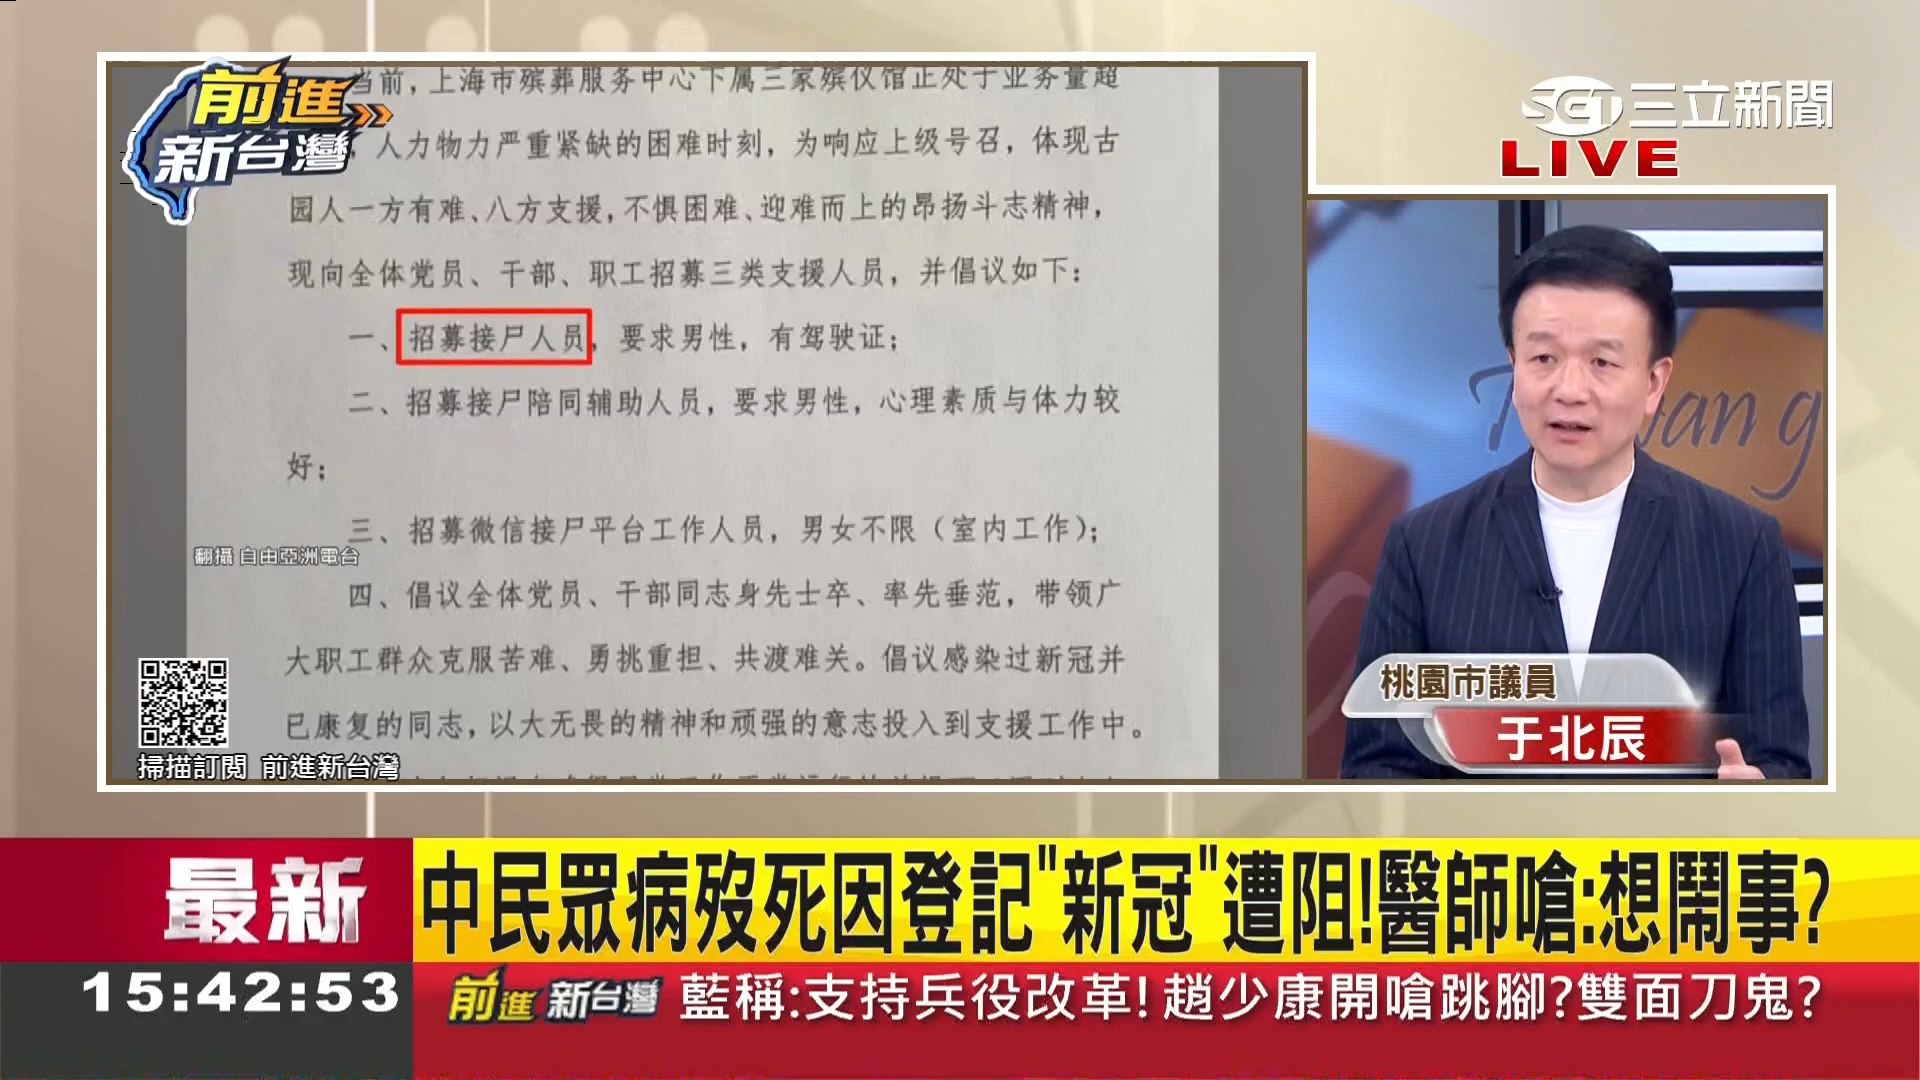 前進
新台灣
当前,上海市殡葬服务中心下属三家殡仪馆正处于业务量超
人力物力严重紧缺的困难时刻,为响应上级号召,体现古
园人一方有难、八方支援,不惧困难、迎难而上的昂扬斗志精神,
现向全体党员、干部、职工招募三类支援人员,并倡议如下:
一、招募接尸人员,要求男性,有驾驶证;
二、招募接尸陪同辅助人员,要求男性,心理素质与体力较
好;
三、招募微信接尸平台工作人员,男女不限(室内工作);
翻攝 自由亞洲電台
四、倡议全体党员、干部同志身先士卒、率先垂范,带领广
大职工群众克服苦难、勇挑重担、共渡难关。倡议感染过新冠并
已康复的同志,以大无畏的精神和顽强的意志投入到支援工作中。
掃描訂閱 前進新台灣
SET三立新聞
LIVE
Taiwan g
桃園市議員
于北辰
最新
中民眾病歿死因登記"新冠"遭阻!醫師嗆:想鬧事?
15:42:53
前進新台灣 藍稱:支持兵役改革!趙少康開嗆跳腳?雙面刀鬼?